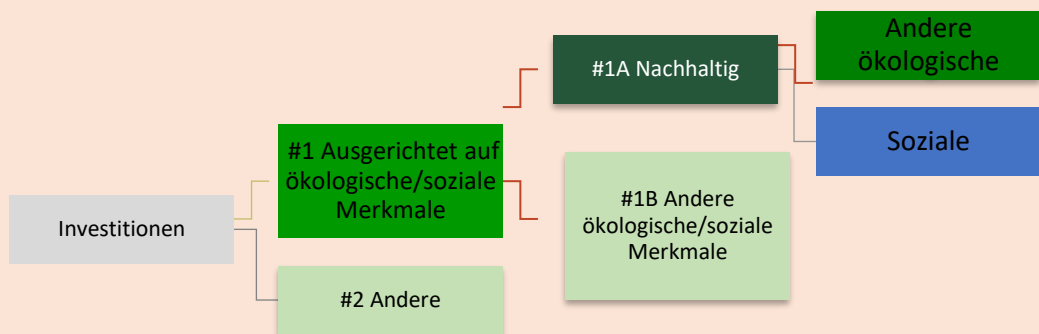 Investitionen
#1 Ausgerichtet auf
ökologische/soziale
Merkmale
#2 Andere
#1A Nachhaltig
#1B Andere
ökologische/soziale
Merkmale
Andere
ökologische
Soziale